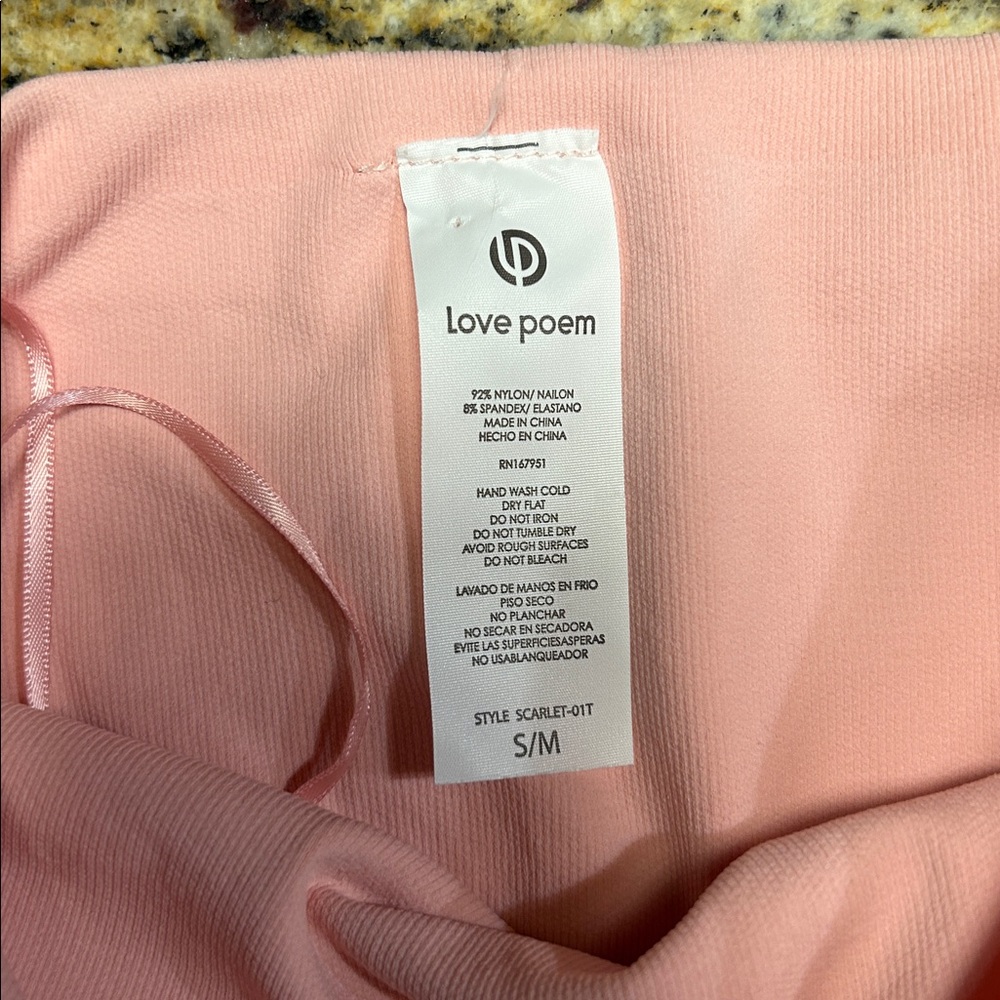 Love poem
92% NYLON/ NAILON
8% SPANDEX/ ELASTANO
MADE IN CHINA
HECHO EN CHINA
RN167951
HAND WASH COLD
DRY FLAT
DO NOT IRON
DO NOT TUMBLE DRY
AVOID ROUGH SURFACES
DO NOT BLEACH
LAVADO DE MANOS EN FRIO
PISO SECO
NO PLANCHAR
NO SECAR EN SECADORA
EVITE LAS SUPERFICIESASPERAS
NO USABLANQUEADOR
STYLE SCARLET-01T
S/M